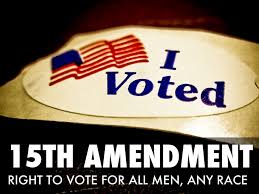 I
Voted
15TH AMENDMENT
RIGHT TO VOTE FOR ALL MEN, ANY RACE